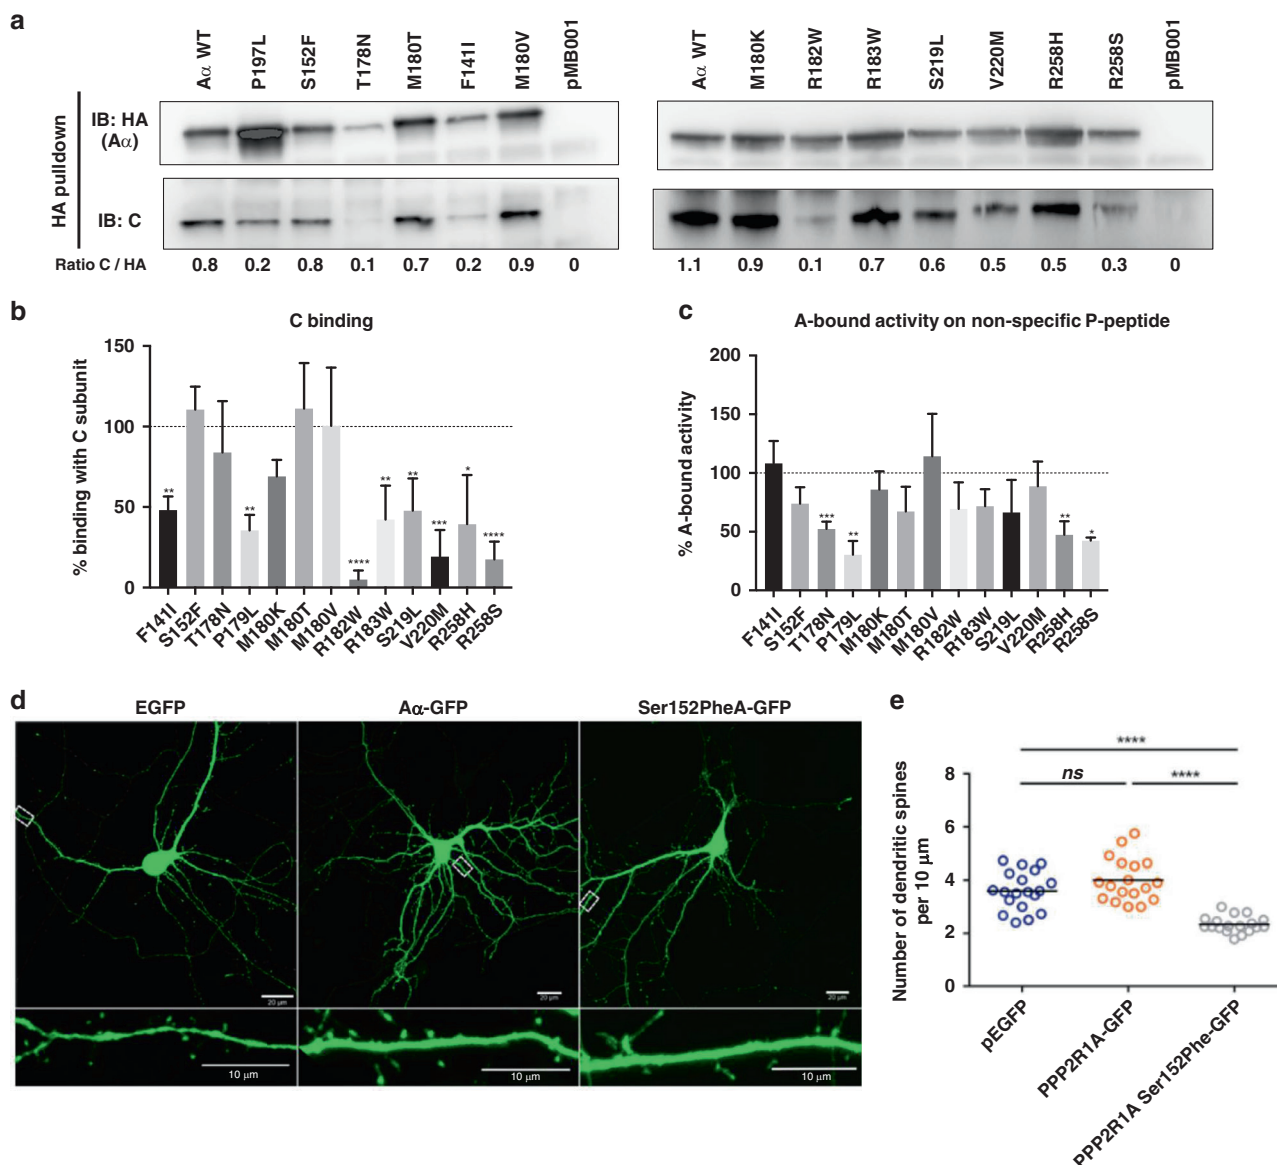 a
Aα WT P197L S152F T178N M180T F141I M180V pMB001
Aα WT M180K R182W R183W S219L V220M R258H R258S pMB001
HA pulldown
IB: HA
(Aα)
IB: C
Ratio C / HA 0.8 0.2 0.8 0.1 0.7 0.2 0.9 0 1.1 0.9 0.1 0.7 0.6 0.5 0.5 0.3 0
b
C binding
% binding with C subunit
150
100
50
0
** ** **** ** ** *** * ****
F141I S152F T178N P179L M180K M180T M180V R182W R183W S219L V220M R258H R258S
c
A-bound activity on non-specific P-peptide
% A-bound activity
200
150
100
50
0
*** ** ** *
F141I S152F T178N P179L M180K M180T M180V R182W R183W S219L V220M R258H R258S
d
EGFP Aα-GFP Ser152PheA-GFP
20 μm 20 μm 20 μm
10 μm 10 μm 10 μm
e
Number of dendritic spines
per 10 μm
8
6
4
2
0
****
ns ****
pEGFP PPP2R1A-GFP PPP2R1A Ser152Phe-GFP